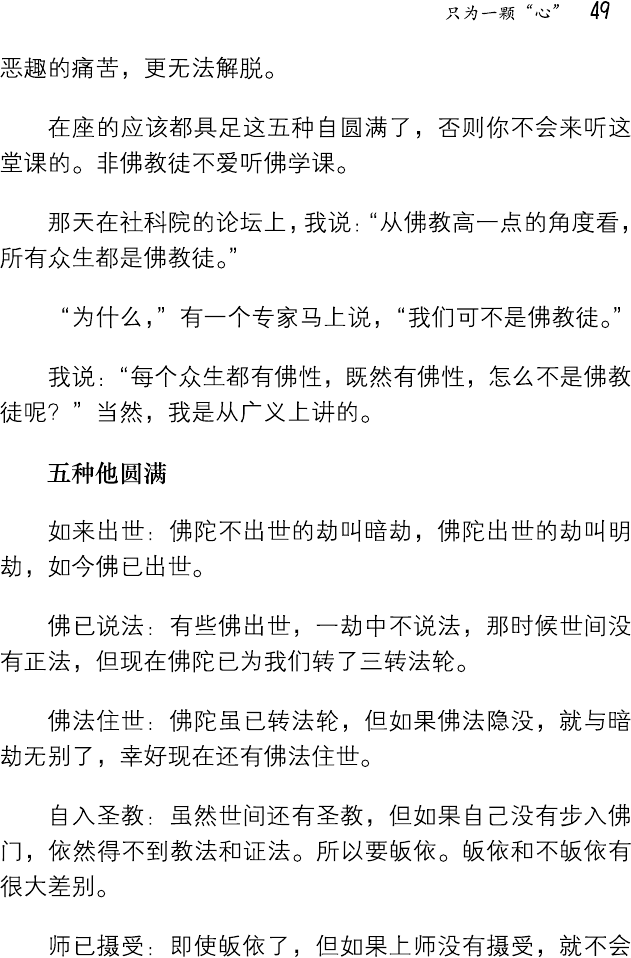 只为一颗“心” 49
恶趣的痛苦，更无法解脱。
在座的应该都具足这五种自圆满了，否则你不会来听这
堂课的。非佛教徒不爱听佛学课。
那天在社科院的论坛上，我说：“从佛教高一点的角度看，
所有众生都是佛教徒。”
“为什么，”有一个专家马上说，“我们可不是佛教徒。”
我说：“每个众生都有佛性，既然有佛性，怎么不是佛教
徒呢？”当然，我是从广义上讲的。
五种他圆满
如来出世：佛陀不出世的劫叫暗劫，佛陀出世的劫叫明
劫，如今佛已出世。
佛已说法：有些佛出世，一劫中不说法，那时候世间没
有正法，但现在佛陀已为我们转了三转法轮。
佛法住世：佛陀虽已转法轮，但如果佛法隐没，就与暗
劫无别了，幸好现在还有佛法住世。
自入圣教：虽然世间还有圣教，但如果自己没有步入佛
门，依然得不到教法和证法。所以要皈依。皈依和不皈依有
很大差别。
师已摄受：即使皈依了，但如果上师没有摄受，就不会